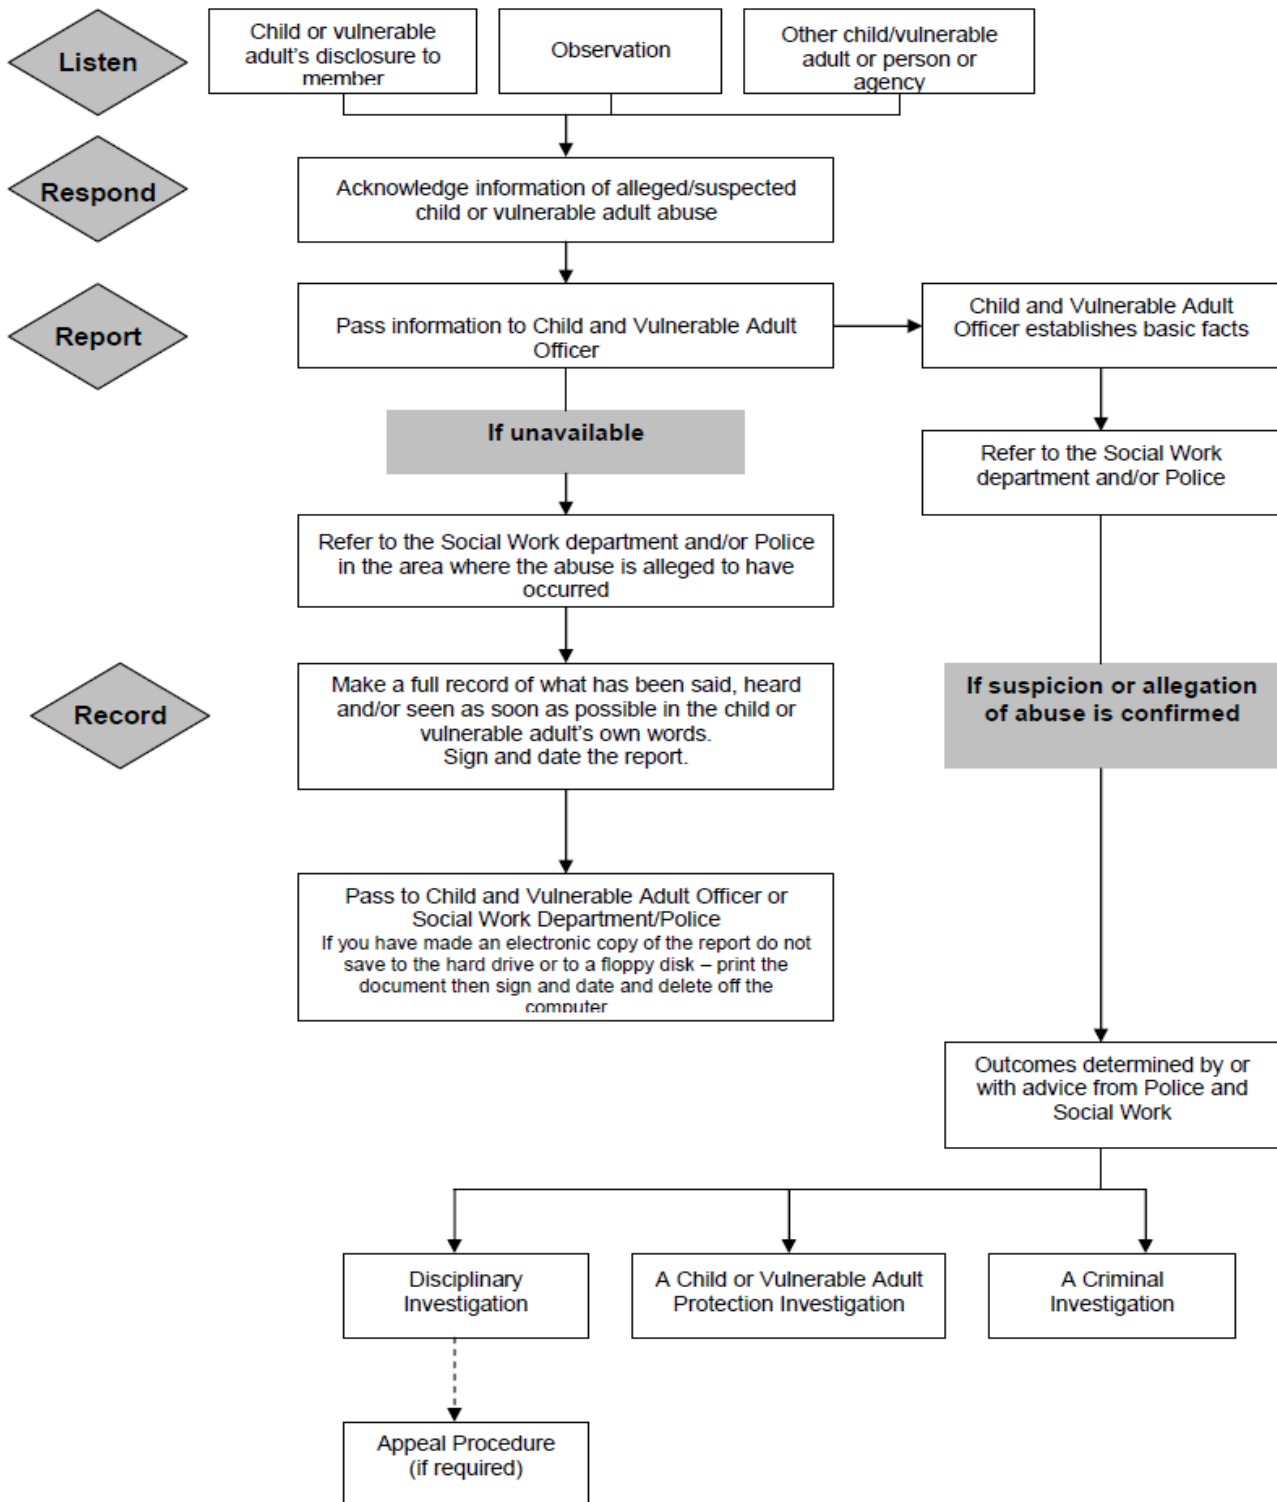 Listen
Child or vulnerable
adult's disclosure to
member
Observation
Other child/vulnerable
adult or person or
agency
Respond
Acknowledge information of alleged/suspected
child or vulnerable adult abuse
Report
Pass information to Child and Vulnerable Adult
Officer
Child and Vulnerable Adult
Officer establishes basic facts
If unavailable
Refer to the Social Work
department and/or Police
Refer to the Social Work department and/or Police
in the area where the abuse is alleged to have
occurred
Record
Make a full record of what has been said, heard
and/or seen as soon as possible in the child or
vulnerable adult's own words.
Sign and date the report.
If suspicion or allegation
of abuse is confirmed
Pass to Child and Vulnerable Adult Officer or
Social Work Department/Police
If you have made an electronic copy of the report do not
save to the hard drive or to a floppy disk – print the
document then sign and date and delete off the
computer
Outcomes determined by or
with advice from Police and
Social Work
Disciplinary
Investigation
A Child or Vulnerable Adult
Protection Investigation
A Criminal
Investigation
Appeal Procedure
(if required)